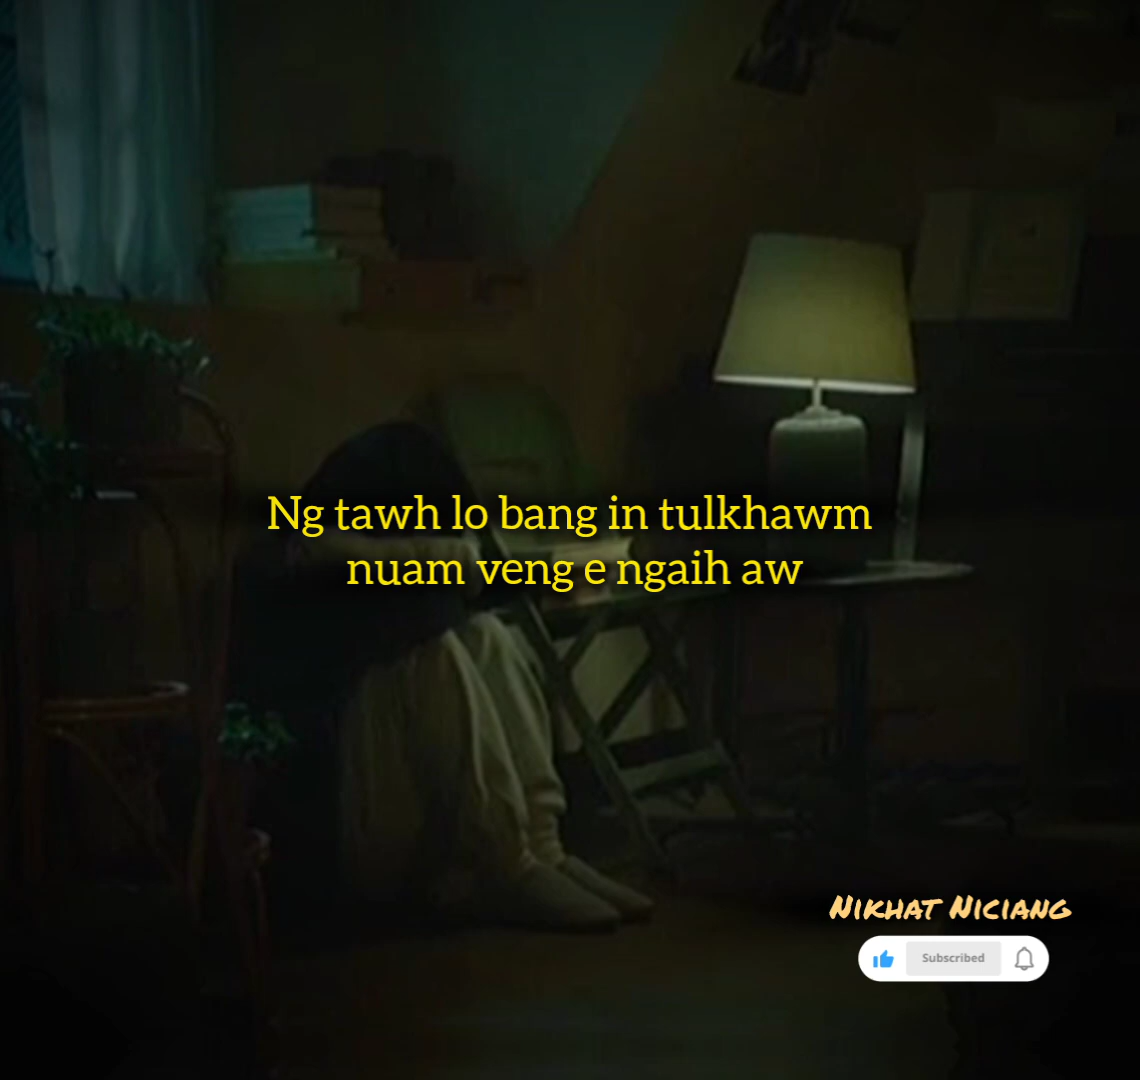 Ng tawh lo bang in tulkhawm
nuam veng e ngaih aw
Nikhat Niciang
Subscribed